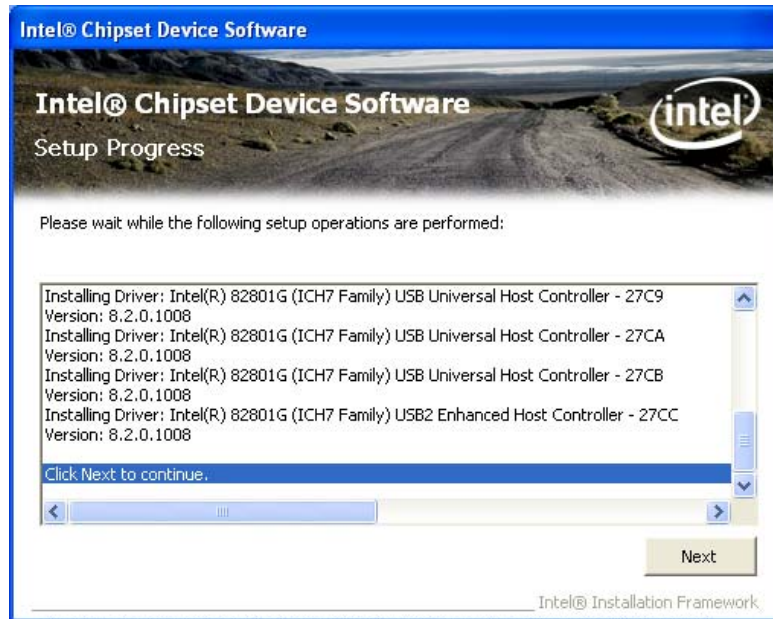 Intel® Chipset Device Software
Intel® Chipset Device Software
intel
Setup Progress
Please wait while the following setup operations are performed:
Installing Driver: Intel(R) 82801G (ICH7 Family) USB Universal Host Controller - 27C9
Version: 8.2.0.1008
Installing Driver: Intel(R) 82801G (ICH7 Family) USB Universal Host Controller - 27CA
Version: 8.2.0.1008
Installing Driver: Intel(R) 82801G (ICH7 Family) USB Universal Host Controller - 27CB
Version: 8.2.0.1008
Installing Driver: Intel(R) 82801G (ICH7 Family) USB2 Enhanced Host Controller - 27CC
Version: 8.2.0.1008
Click Next to continue.
Next
Intel® Installation Framework